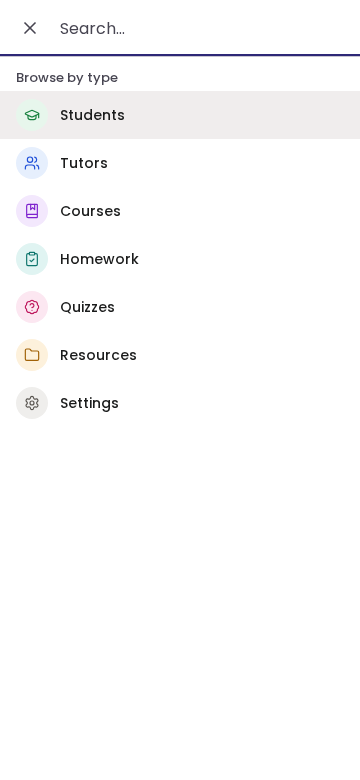 Search...
Browse by type
Students
Tutors
Courses
Homework
Quizzes
Resources
Settings